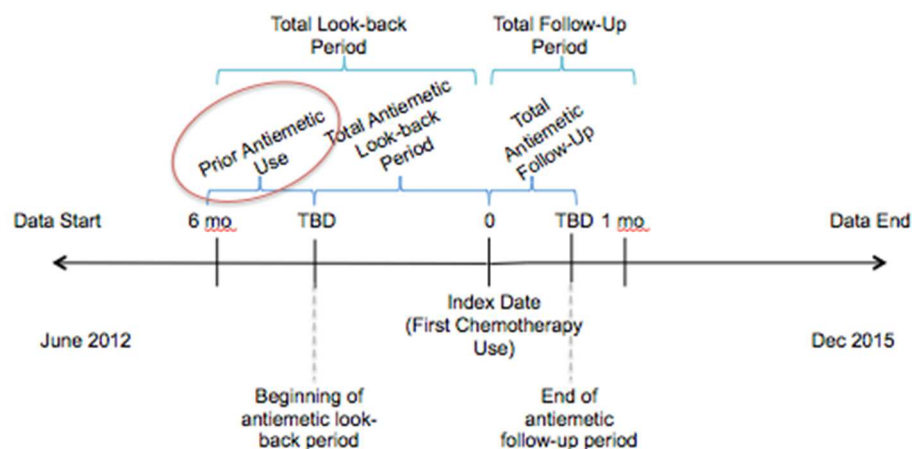 Total Look-back
Period
Total Follow-Up
Period
Prior Antiemetic
Use
Total Antiemetic
Look-back
Period
Total
Antiemetic
Follow-Up
Data Start
6 mo
TBD
0
TBD
1 mo
Data End
Index Date
(First Chemotherapy
Use)
June 2012
Dec 2015
Beginning of
antiemetic look-
back period
End of
antiemetic
follow-up period